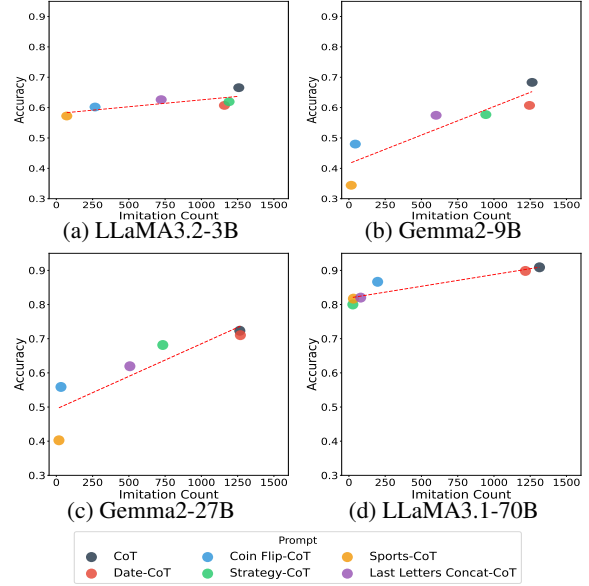 0.9 0.9
0.8 0.8
0.7 0.7
0.6 0.6
0.5 0.5
0.4 0.4
0.3 0.3
Accuracy Accuracy
0 250 500 750 1000 1250 1500 0 250 500 750 1000 1250 1500
Imitation Count Imitation Count
(a) LLaMA3.2-3B (b) Gemma2-9B
0.9 0.9
0.8 0.8
0.7 0.7
0.6 0.6
0.5 0.5
0.4 0.4
0.3 0.3
Accuracy Accuracy
0 250 500 750 1000 1250 1500 0 250 500 750 1000 1250 1500
Imitation Count Imitation Count
(c) Gemma2-27B (d) LLaMA3.1-70B
Prompt
CoT Coin Flip-CoT Sports-CoT
Date-CoT Strategy-CoT Last Letters Concat-CoT